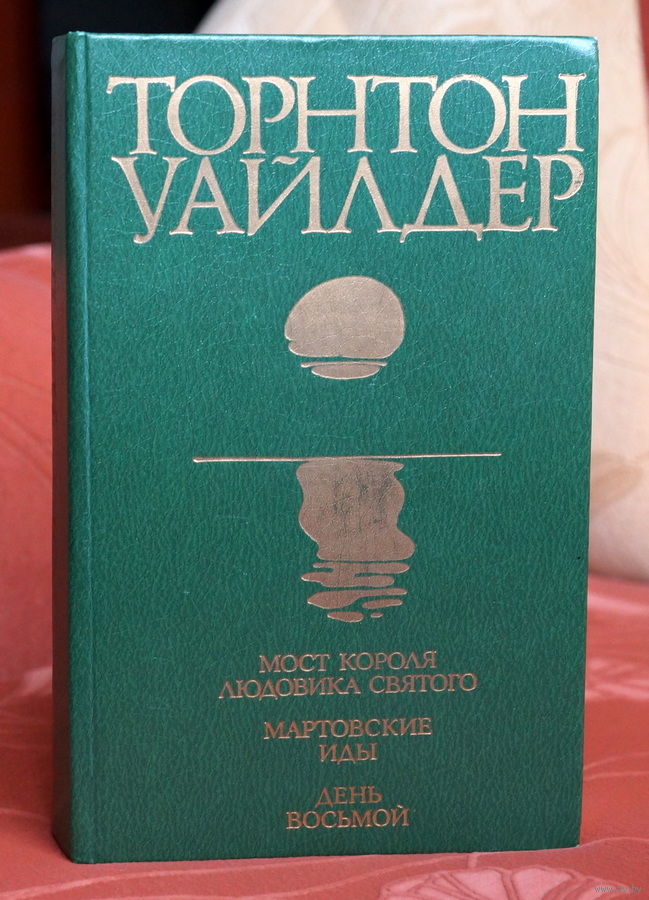 ТОРНТОН
УАЙЛДЕР
МОСТ КОРОЛЯ
ЛЮДОВИКА СВЯТОГО
МАРТОВСКИЕ
ИДЫ
ДЕНЬ
ВОСЬМОЙ